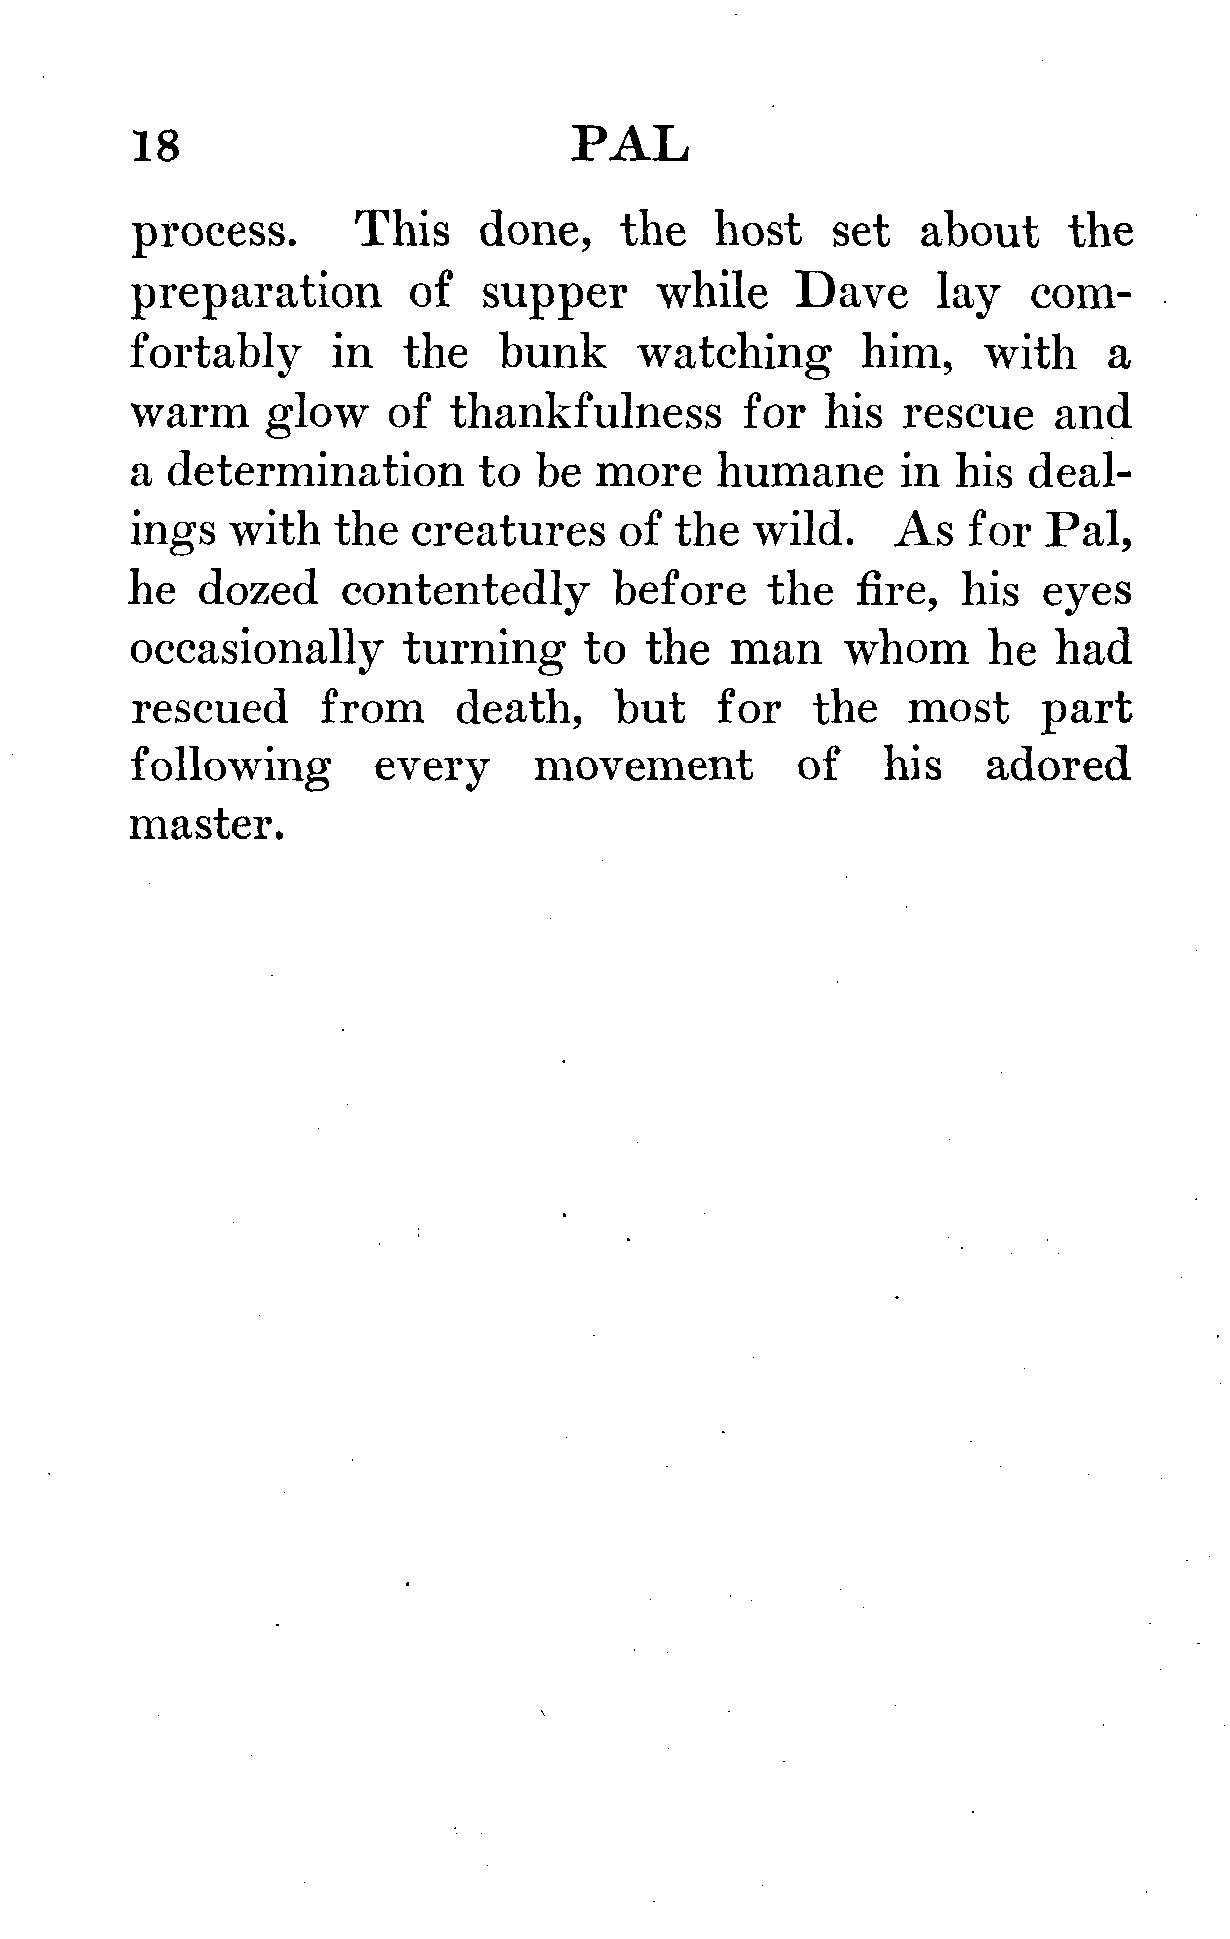 18 PAL
process. This done, the host set about the
preparation of supper while Dave lay com-
fortably in the bunk watching him, with a
warm glow of thankfulness for his rescue and
a determination to be more humane in his deal-
ings with the creatures of the wild. As for Pal,
he dozed contentedly before the fire, his eyes
occasionally turning to the man whom he had
rescued from death, but for the most part
following every movement of his adored
master.